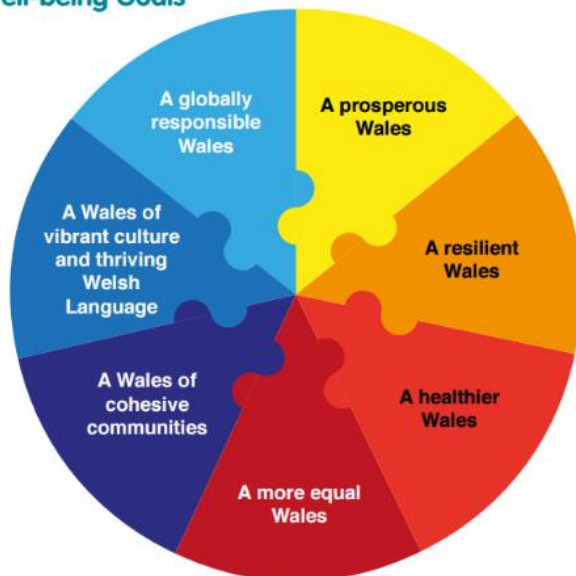 A globally
responsible
Wales
A prosperous
Wales
A Wales of
vibrant culture
and thriving
Welsh
Language
A resilient
Wales
A Wales of
cohesive
communities
A healthier
Wales
A more equal
Wales